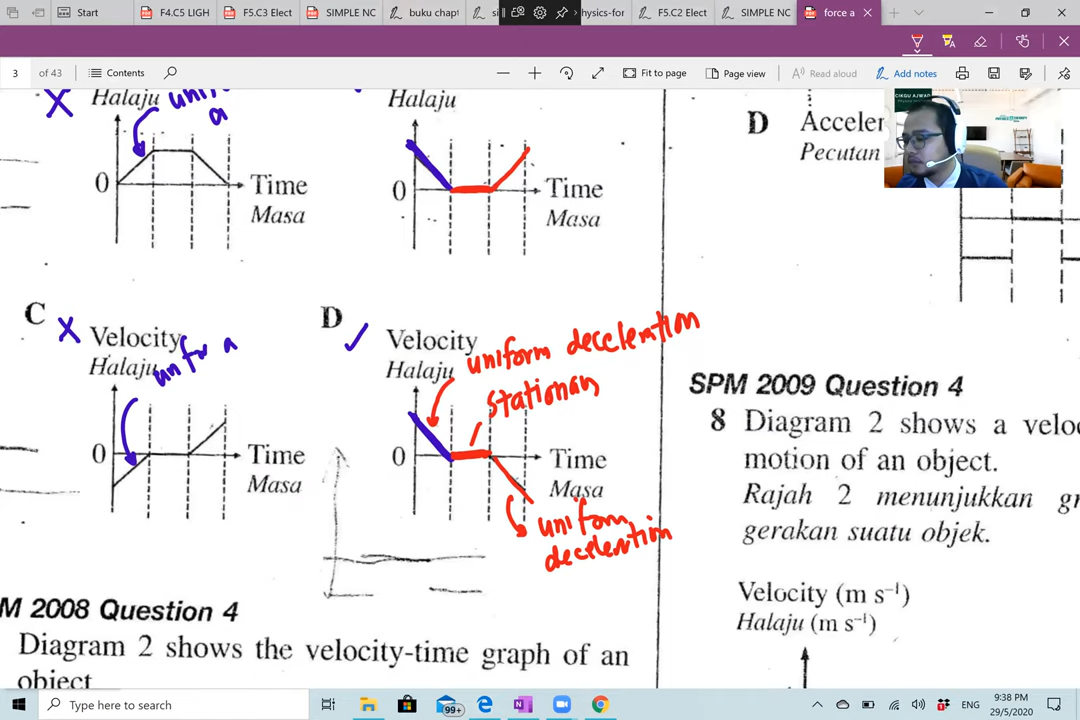 Start
F4.C5 LIGH
F5.C3 Elect
SIMPLE NC
buku chapt
si
hysics-for
F5.C2 Elect
SIMPLE NC
force a
3 of 43
Contents
Fit to page
Page view
Read aloud
Add notes
X
Halaju
a
0
Time
Masa
Halaju
0
Time
Masa
D Acceler
Pecutan
C
X
Velocity
Halaju
a
0
Time
Masa
D
✓
Velocity
Halaju
uniform deceleration
0
Time
Masa
uniform
deceleration
M 2008 Question 4
Diagram 2 shows the velocity-time graph of an
object
SPM 2009 Question 4
8 Diagram 2 shows a veloc
motion of an object.
Rajah 2 menunjukkan gr
gerakan suatu objek.
Velocity (m s⁻¹)
Halaju (m s⁻¹)
Type here to search
99+
ENG
9:38 PM
29/5/2020